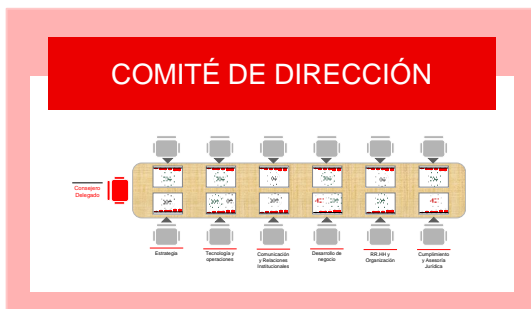 COMITÉ DE DIRECCIÓN
Consejero
Delegado
Estrategia
Tecnología y
operaciones
Comunicación
y Relaciones
Institucionales
Desarrollo de
negocio
RR.HH y
Organización
Cumplimiento
y Asesoría
Jurídica